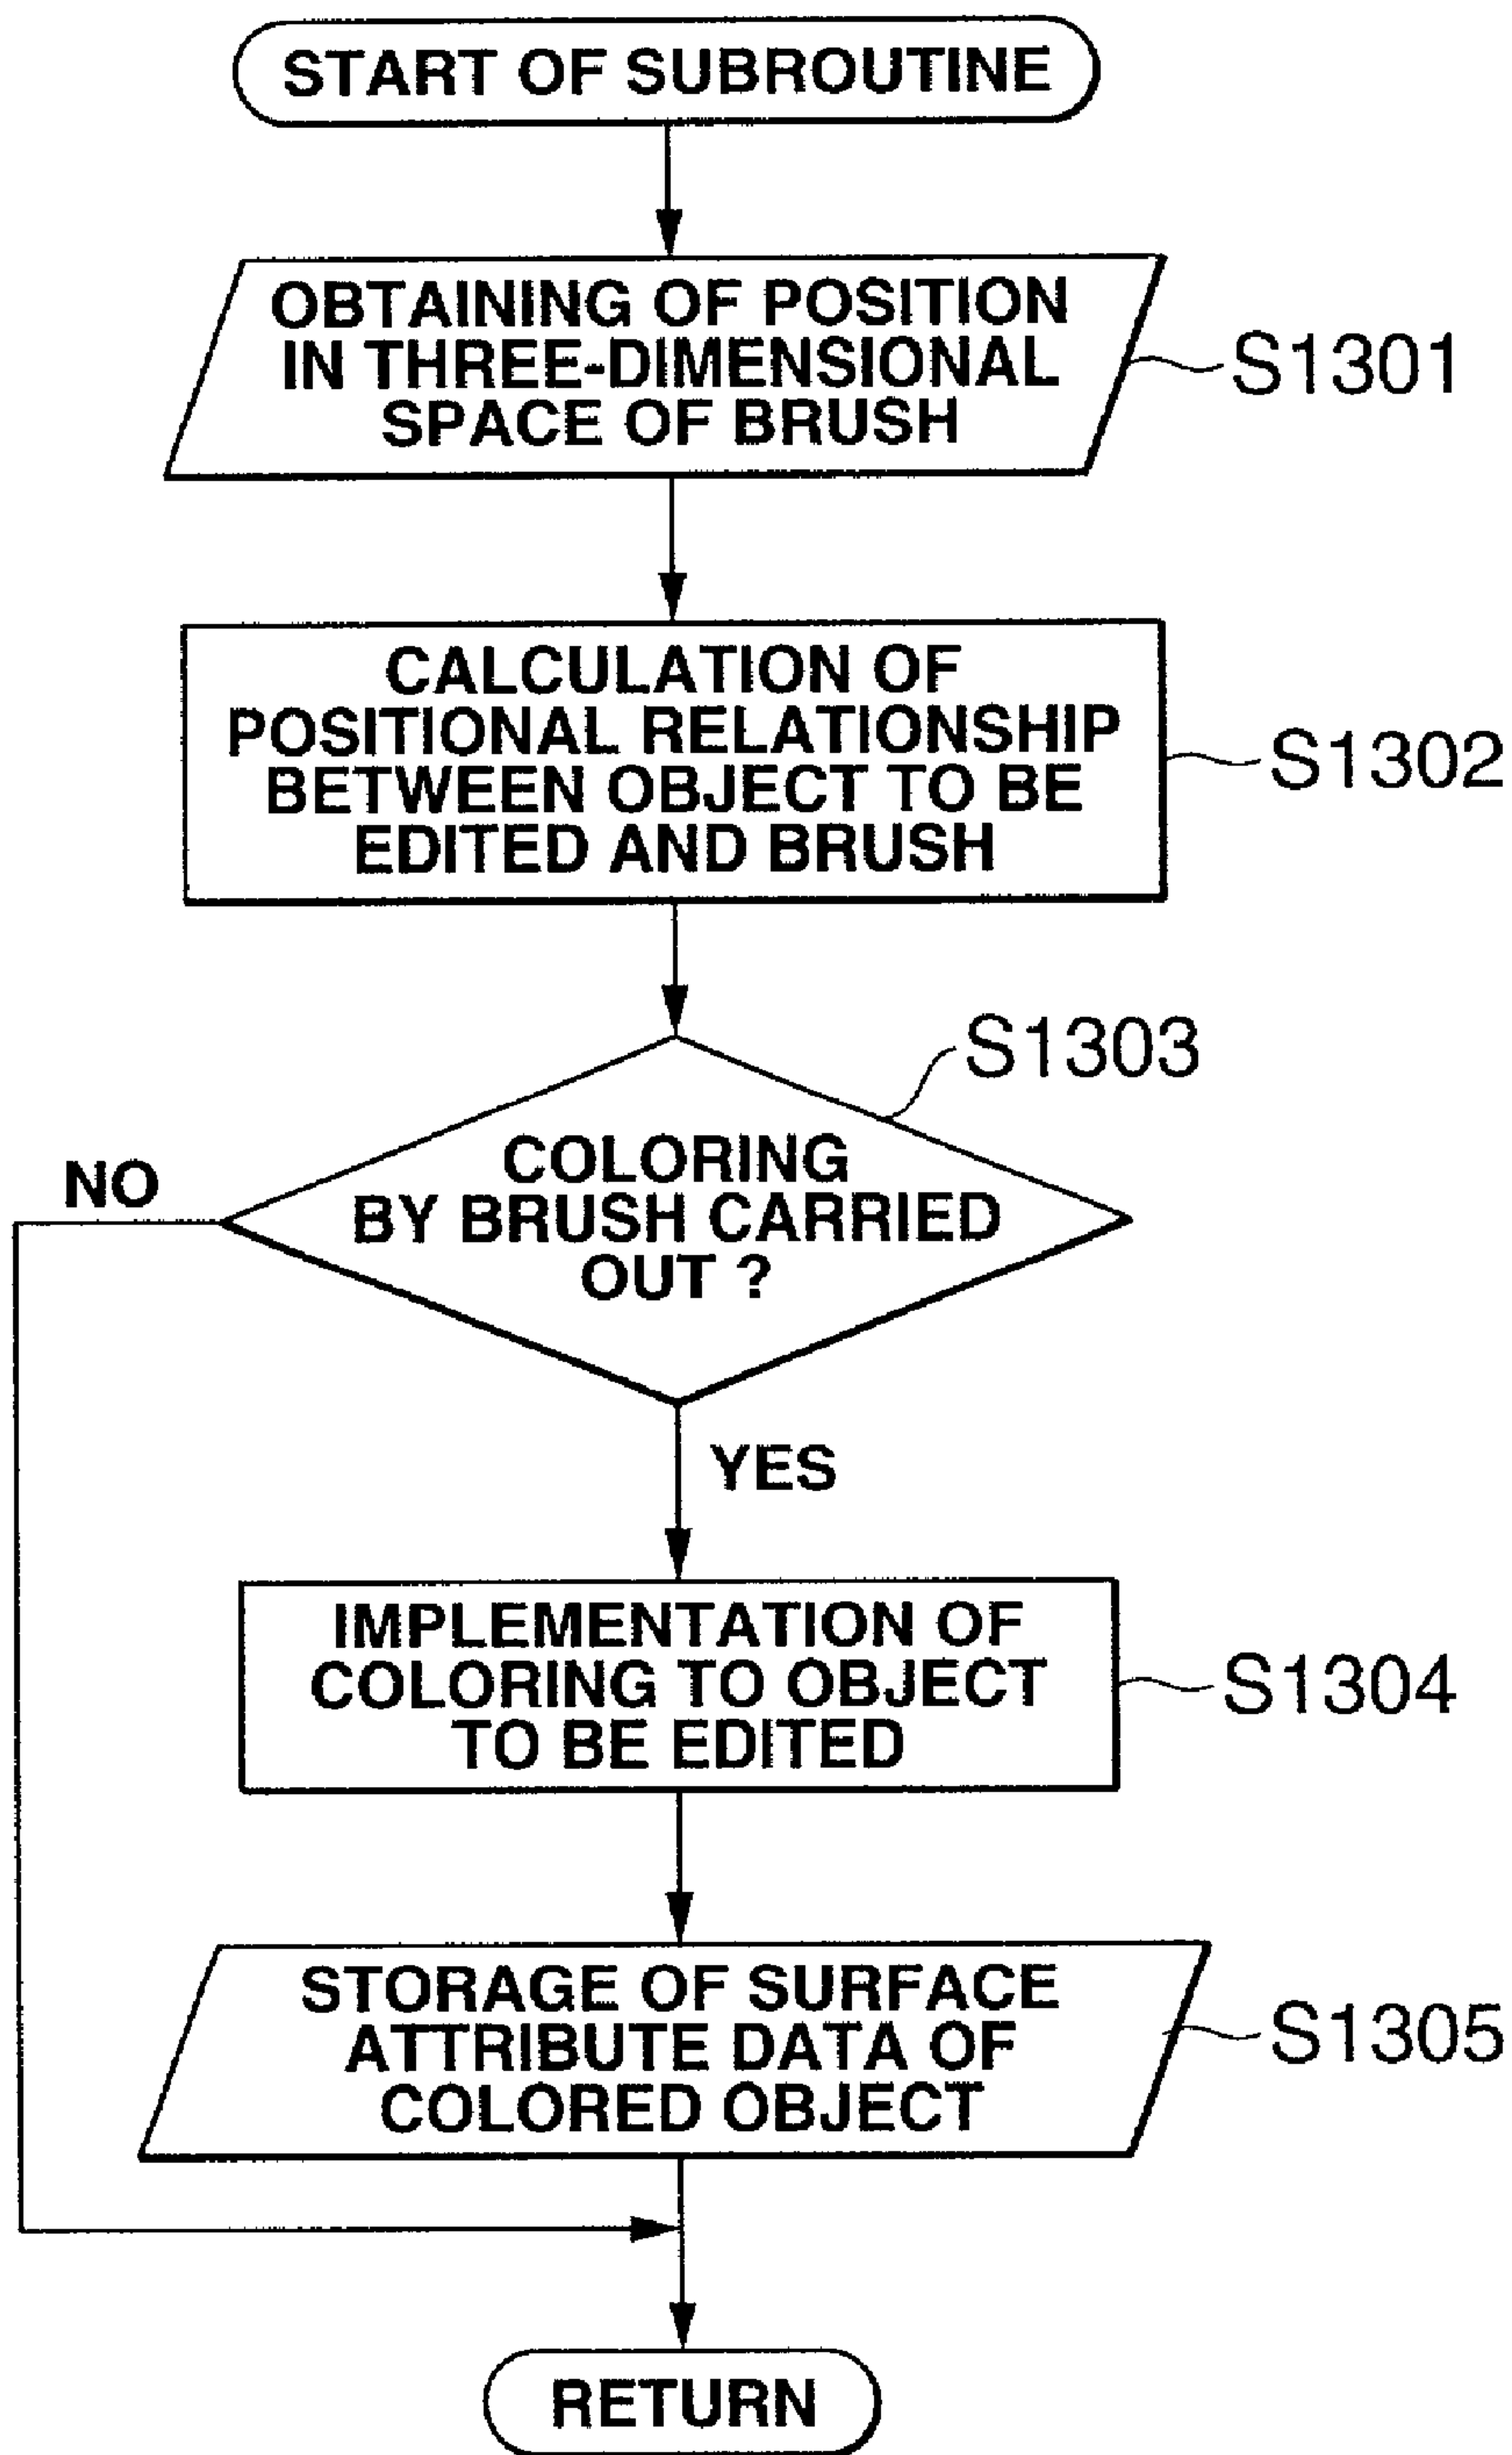 START OF SUBROUTINE
OBTAINING OF POSITION
IN THREE-DIMENSIONAL
SPACE OF BRUSH
S1301
CALCULATION OF
POSITIONAL RELATIONSHIP
BETWEEN OBJECT TO BE
EDITED AND BRUSH
S1302
S1303
COLORING
BY BRUSH CARRIED
OUT ?
NO
YES
IMPLEMENTATION OF
COLORING TO OBJECT
TO BE EDITED
S1304
STORAGE OF SURFACE
ATTRIBUTE DATA OF
COLORED OBJECT
S1305
RETURN